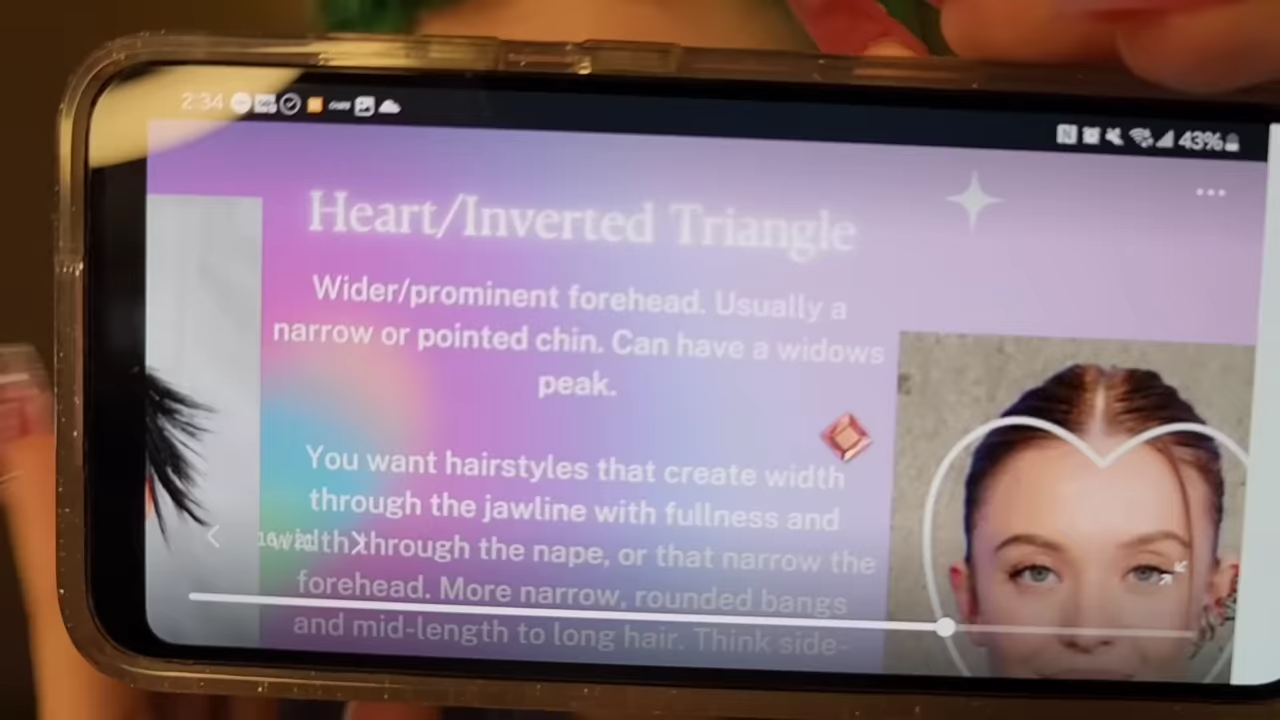 2:34
43%
Heart/Inverted Triangle
Wider/prominent forehead. Usually a
narrow or pointed chin. Can have a widows
peak.
You want hairstyles that create width
through the jawline with fullness and
width through the nape, or that narrow the
forehead. More narrow, rounded bangs
and mid-length to long hair. Think side-